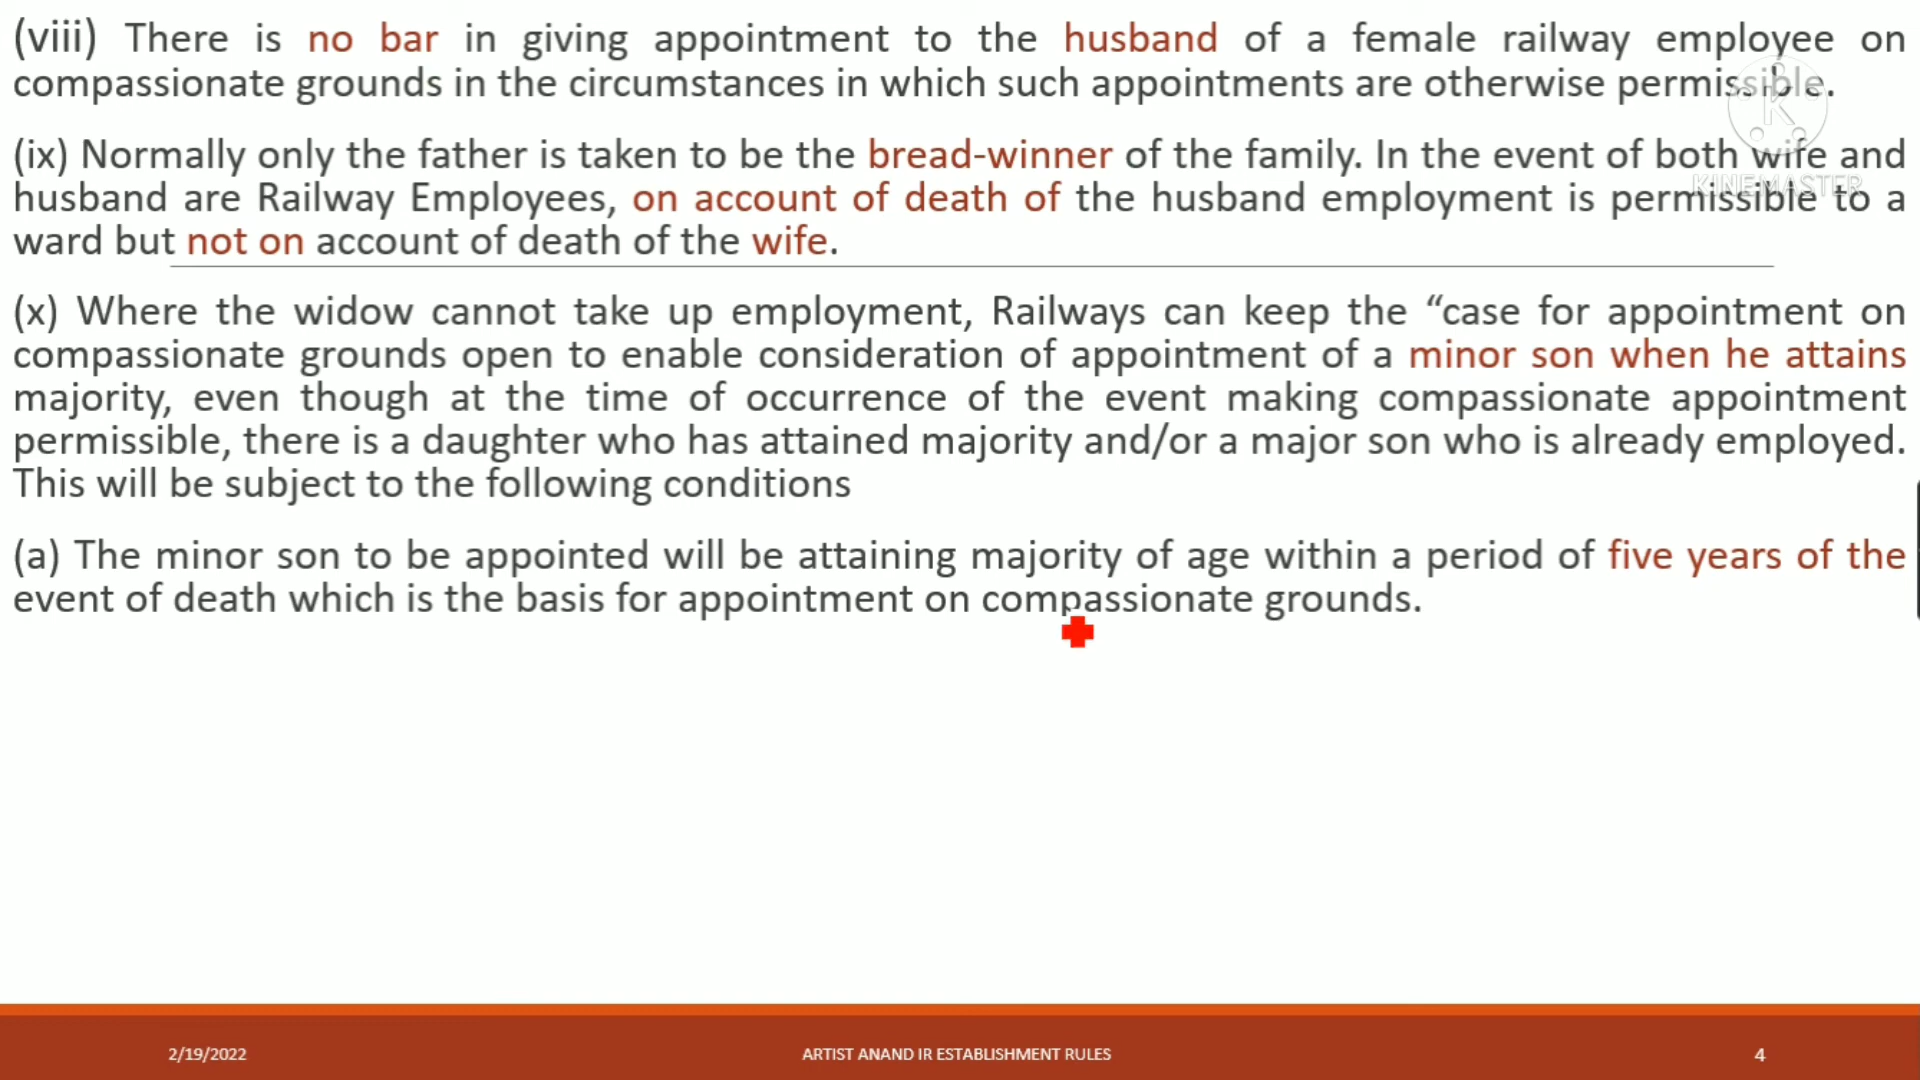 (viii) There is no bar in giving appointment to the husband of a female railway employee on
compassionate grounds in the circumstances in which such appointments are otherwise permissible.
(ix) Normally only the father is taken to be the bread-winner of the family. In the event of both wife and
husband are Railway Employees, on account of death of the husband employment is permissible to a
ward but not on account of death of the wife.
(x) Where the widow cannot take up employment, Railways can keep the “case for appointment on
compassionate grounds open to enable consideration of appointment of a minor son when he attains
majority, even though at the time of occurrence of the event making compassionate appointment
permissible, there is a daughter who has attained majority and/or a major son who is already employed.
This will be subject to the following conditions
(a) The minor son to be appointed will be attaining majority of age within a period of five years of the
event of death which is the basis for appointment on compassionate grounds.
K
KINEMASTER
2/19/2022
ARTIST ANAND IR ESTABLISHMENT RULES
4